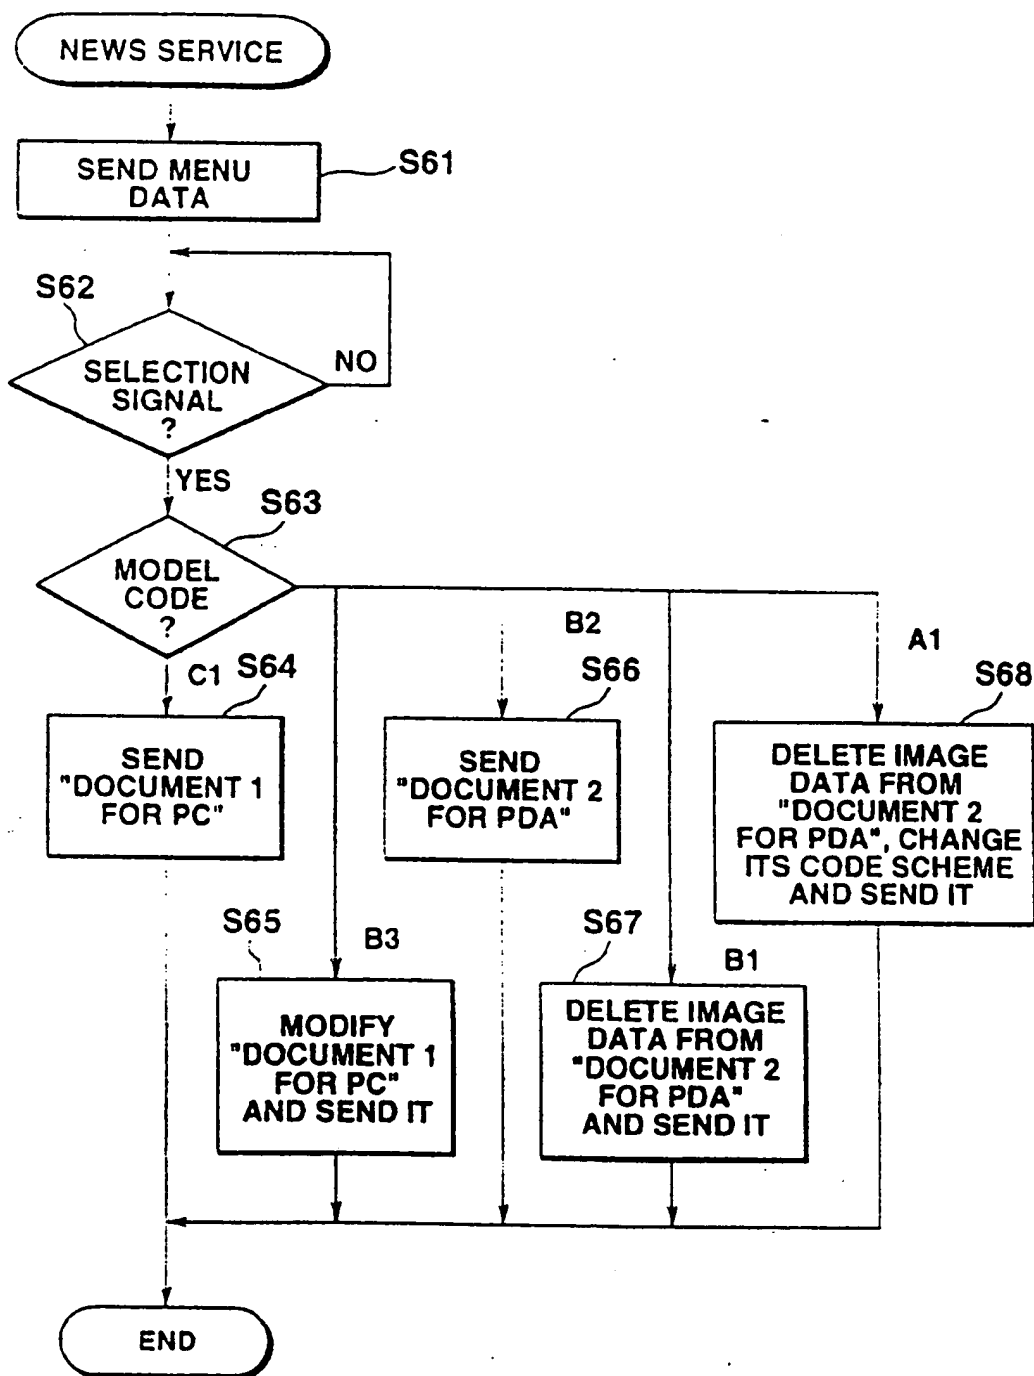 NEWS SERVICE
SEND MENU
DATA
S61
S62
SELECTION
SIGNAL
?
NO
YES
S63
MODEL
CODE
?
C1
S64
B2
S66
A1
S68
SEND
"DOCUMENT 1
FOR PC"
SEND
"DOCUMENT 2
FOR PDA"
DELETE IMAGE
DATA FROM
"DOCUMENT 2
FOR PDA", CHANGE
ITS CODE SCHEME
AND SEND IT
S65
B3
S67
B1
MODIFY
"DOCUMENT 1
FOR PC"
AND SEND IT
DELETE IMAGE
DATA FROM
"DOCUMENT 2
FOR PDA"
AND SEND IT
END